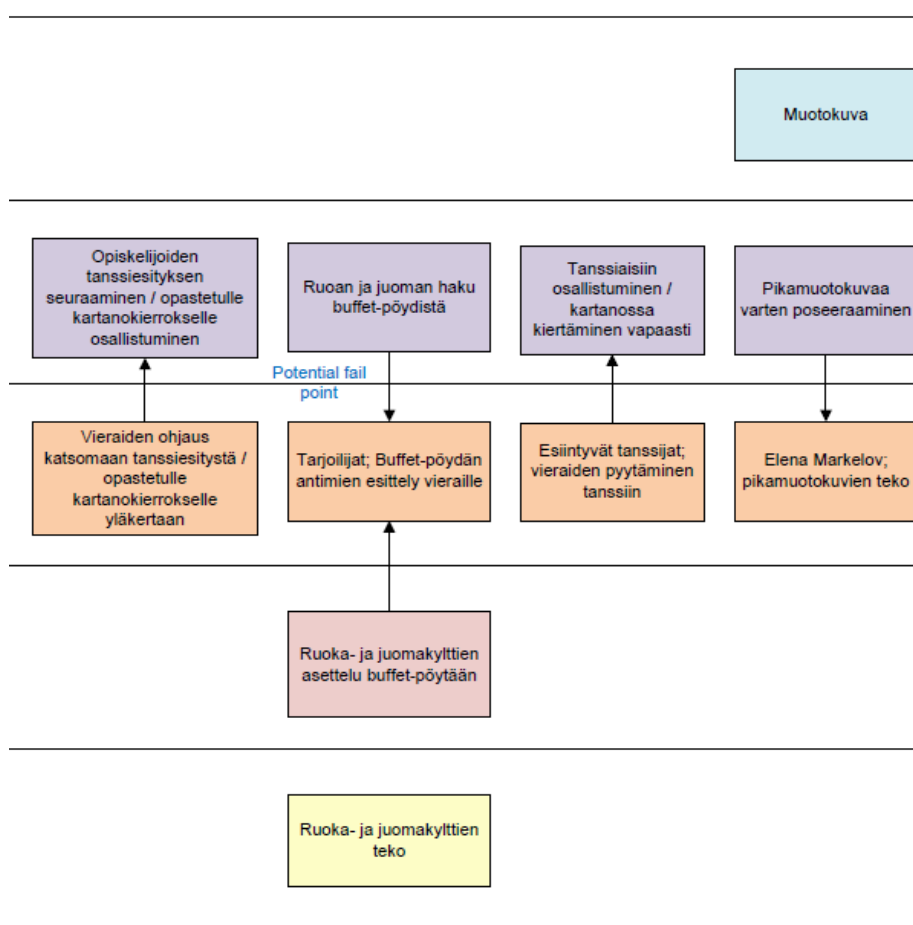 Muotokuva
Opiskelijoiden
tanssiesityksen
seuraaminen / opastetulle
kartanokierrokselle
osallistuminen
Ruoan ja juoman haku
buffet-pöydistä
Tanssiaisiin
osallistuminen /
kartanossa
kiertäminen vapaasti
Pikamuotokuvaa
varten poseeraaminen
Potential fail
point
Vieraiden ohjaus
katsomaan tanssiesitystä /
opastetulle
kartanokierrokselle
yläkertaan
Tarjoilijat; Buffet-pöydän
antimien esittely vieraille
Esiintyvät tanssijat;
vieraiden pyytäminen
tanssiin
Elena Markelov;
pikamuotokuvien teko
Ruoka- ja juomakylttien
asettelu buffet-pöytään
Ruoka- ja juomakylttien
teko